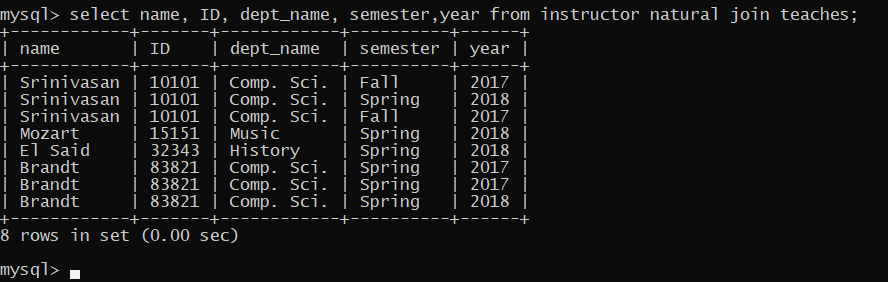 mysql> select name, ID, dept_name, semester,year from instructor natural join teaches;
+------------+-------+------------+----------+------+
| name       | ID    | dept_name  | semester | year |
+------------+-------+------------+----------+------+
| Srinivasan | 10101 | Comp. Sci. | Fall     | 2017 |
| Srinivasan | 10101 | Comp. Sci. | Spring   | 2018 |
| Srinivasan | 10101 | Comp. Sci. | Fall     | 2017 |
| Mozart     | 15151 | Music      | Spring   | 2018 |
| El Said    | 32343 | History    | Spring   | 2018 |
| Brandt     | 83821 | Comp. Sci. | Spring   | 2017 |
| Brandt     | 83821 | Comp. Sci. | Spring   | 2017 |
| Brandt     | 83821 | Comp. Sci. | Spring   | 2018 |
+------------+-------+------------+----------+------+
8 rows in set (0.00 sec)
mysql>